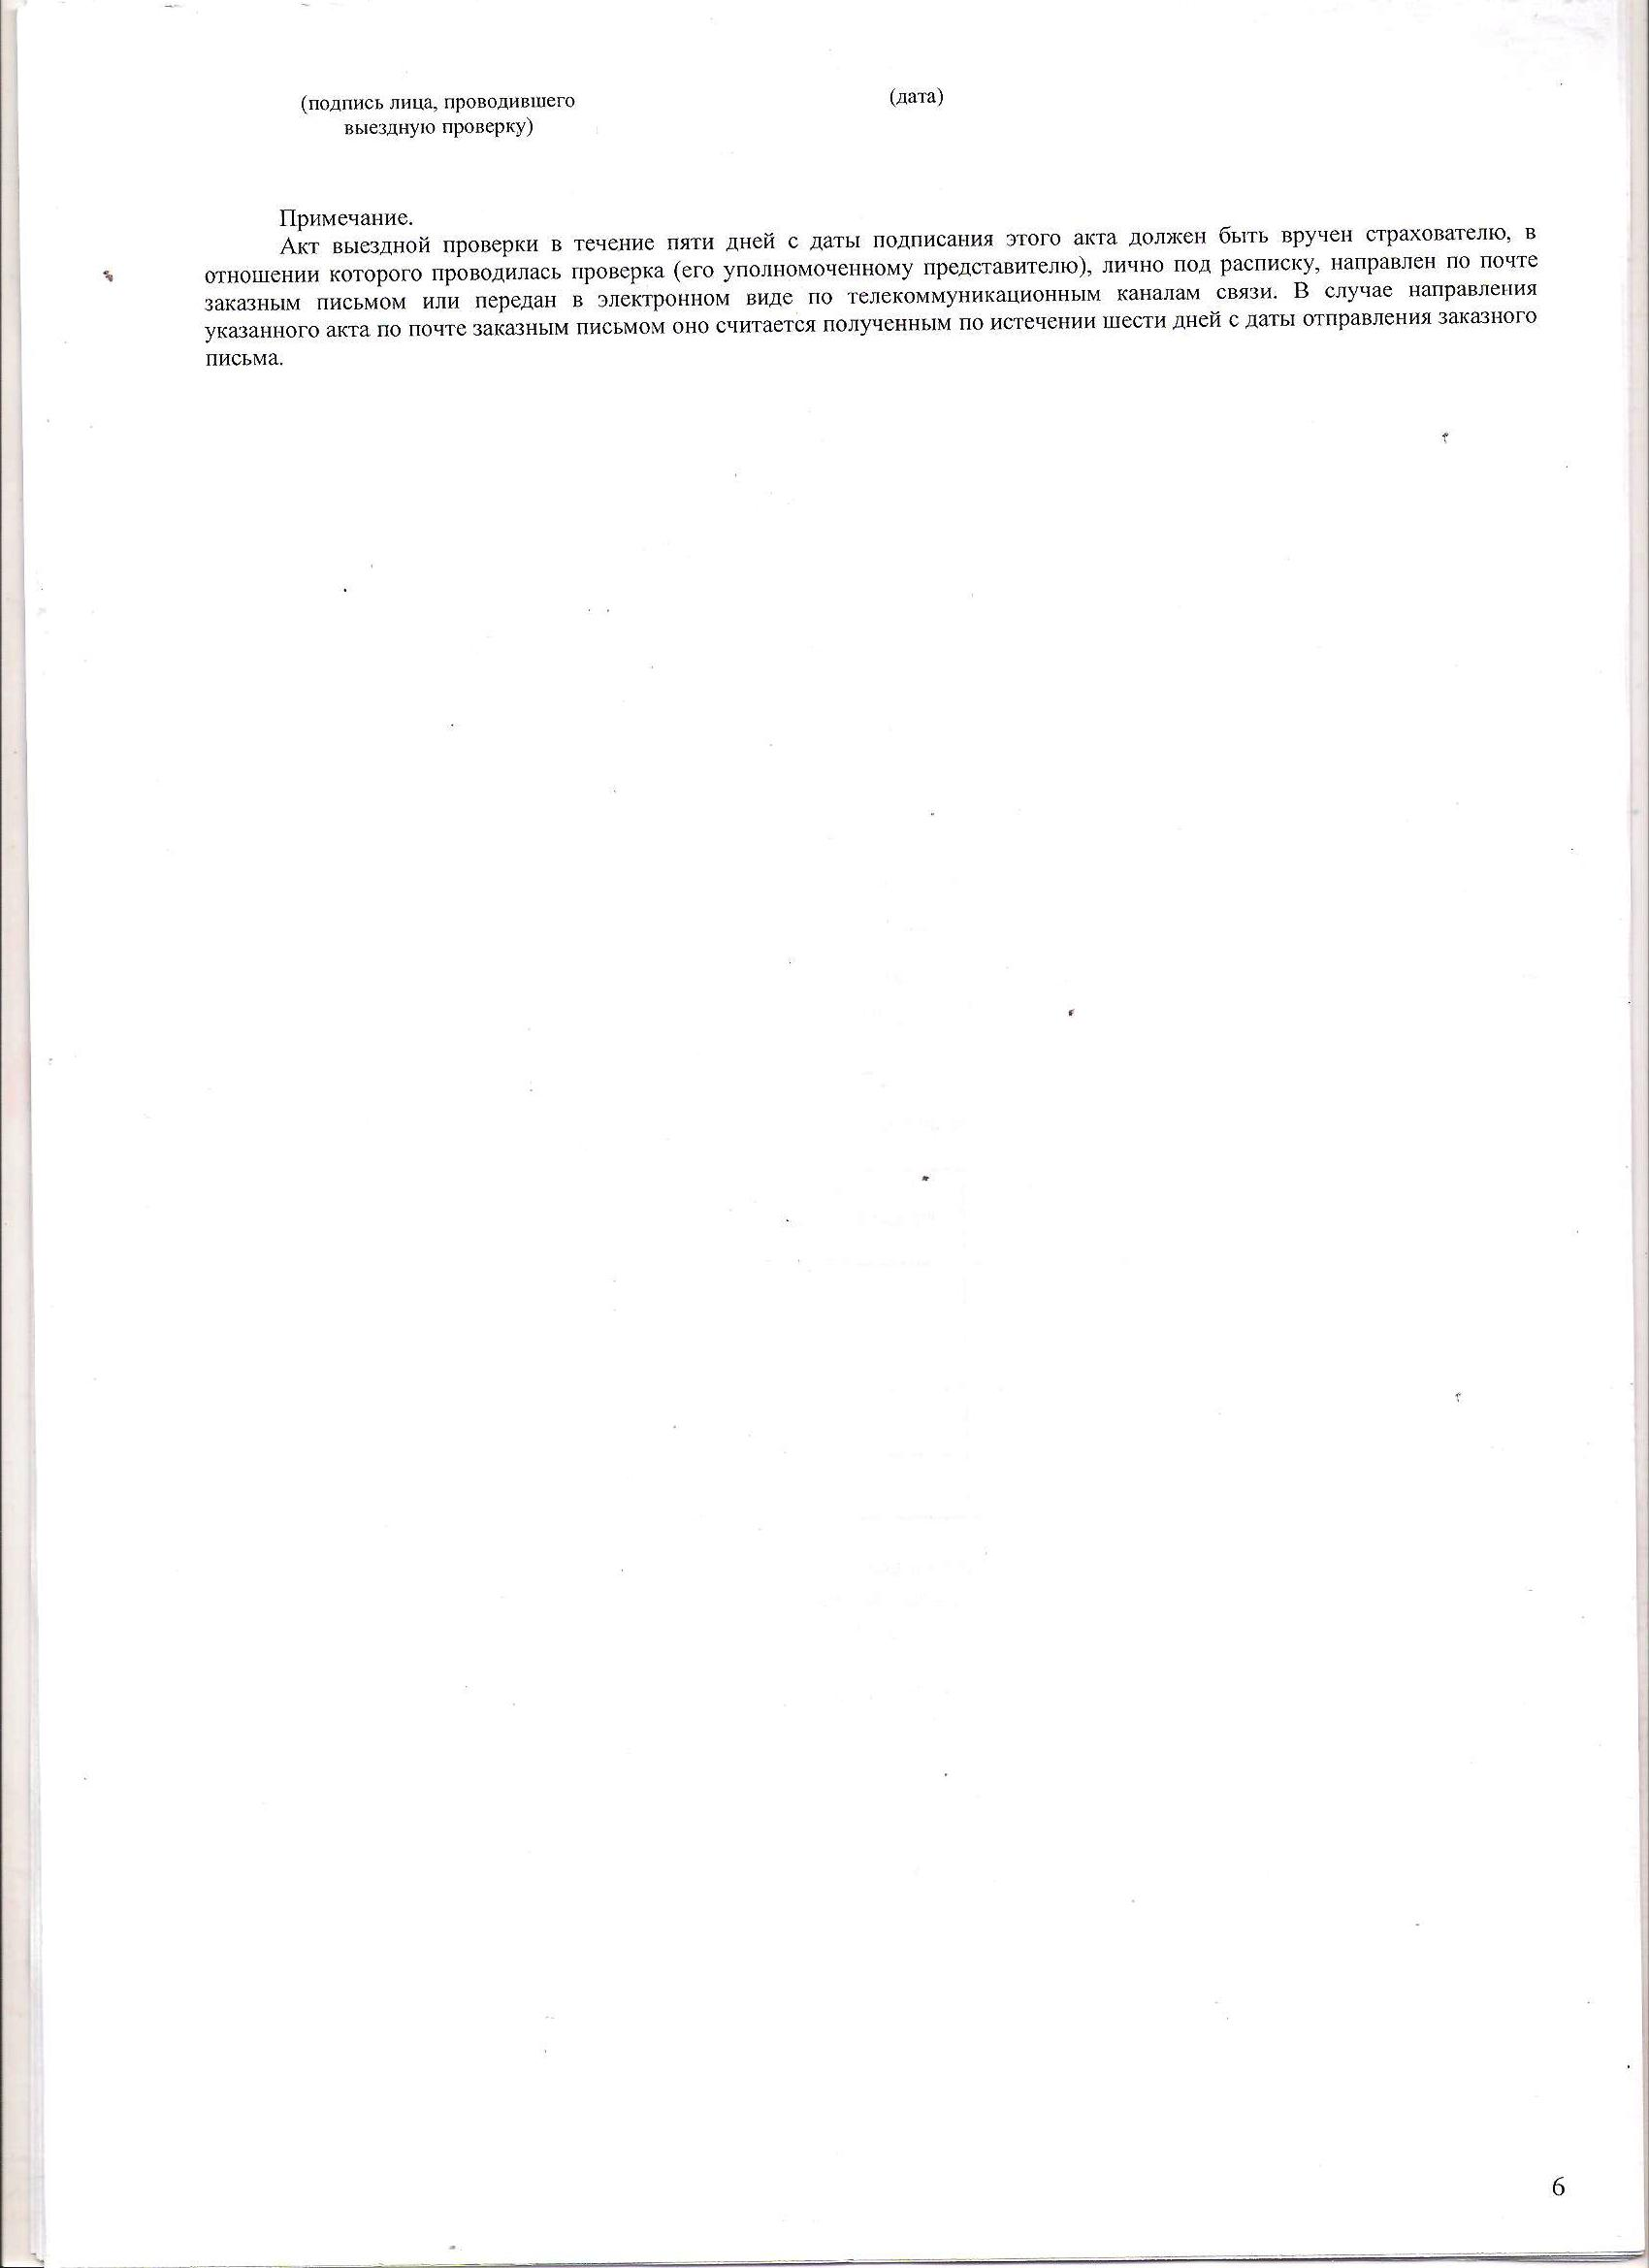 (подпись лица, проводившего
выездную проверку)
(дата)
Примечание.
Акт выездной проверки в течение пяти дней с даты подписания этого акта должен быть вручен страхователю, в
отношении которого проводилась проверка (его уполномоченному представителю), лично под расписку, направлен по почте
заказным письмом или передан в электронном виде по телекоммуникационным каналам связи. В случае направления
указанного акта по почте заказным письмом оно считается полученным по истечении шести дней с даты отправления заказного
письма.
6